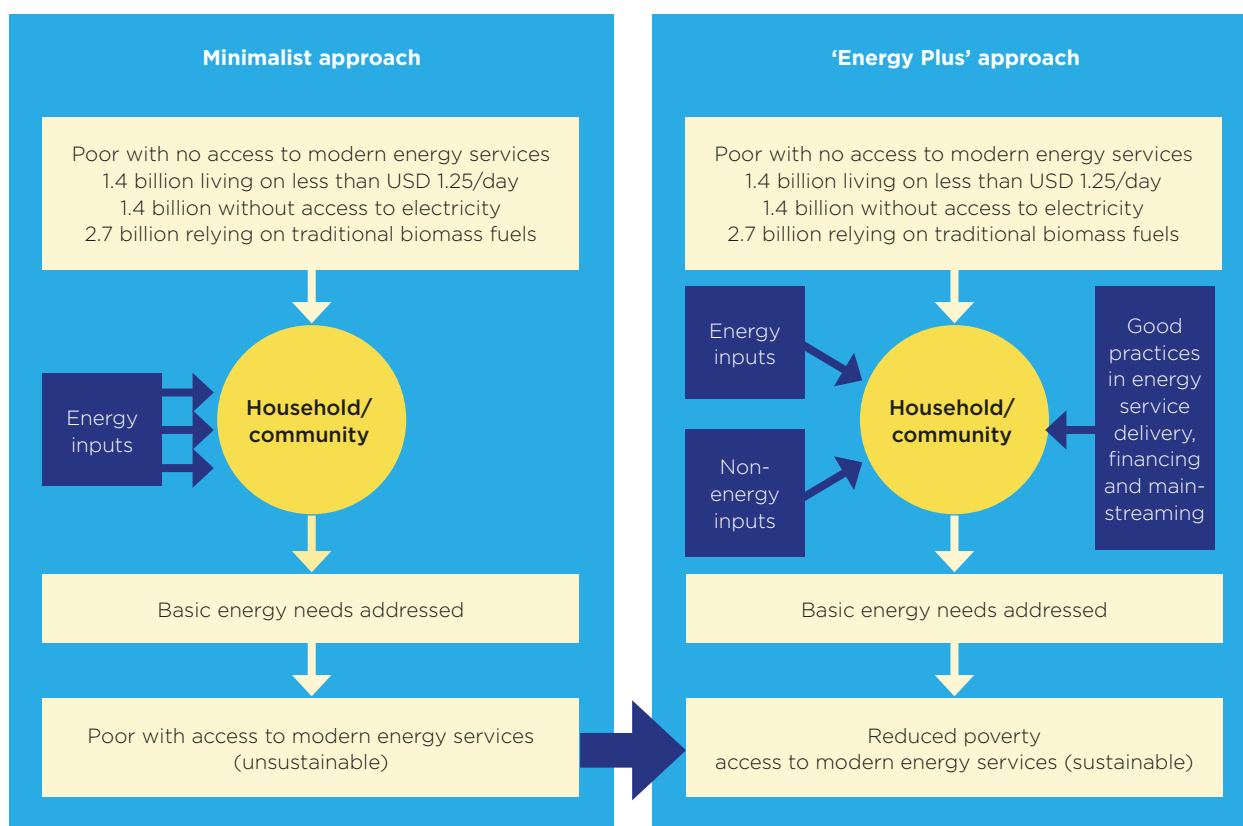 Minimalist approach
Poor with no access to modern energy services
1.4 billion living on less than USD 1.25/day
1.4 billion without access to electricity
2.7 billion relying on traditional biomass fuels
Energy
inputs
Household/
community
Basic energy needs addressed
Poor with access to modern energy services
(unsustainable)
‘Energy Plus’ approach
Poor with no access to modern energy services
1.4 billion living on less than USD 1.25/day
1.4 billion without access to electricity
2.7 billion relying on traditional biomass fuels
Energy
inputs
Non-
energy
inputs
Household/
community
Good
practices
in energy
service
delivery,
financing
and main-
streaming
Basic energy needs addressed
Reduced poverty
access to modern energy services (sustainable)